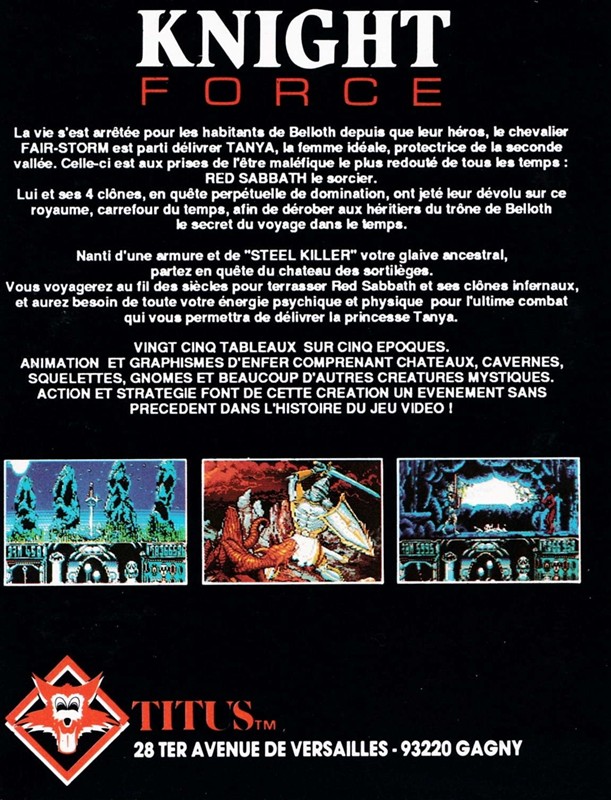 KNIGHT
FORCE
La vie s'est arrêtée pour les habitants de Belloth depuis que leur héros, le chevalier
FAIR-STORM est parti délivrer TANYA, la femme idéale, protectrice de la seconde
vallée. Celle-ci est aux prises de l'être maléfique le plus redouté de tous les temps :
RED SABBATH le sorcier.
Lui et ses 4 clônes, en quête perpétuelle de domination, ont jeté leur dévolu sur ce
royaume, carrefour du temps, afin de dérober aux héritiers du trône de Belloth
le secret du voyage dans le temps.
Nanti d'une armure et de "STEEL KILLER" votre glaive ancestral,
partez en quête du chateau des sortilèges.
Vous voyagerez au fil des siècles pour terrasser Red Sabbath et ses clônes infernaux,
et aurez besoin de toute votre énergie psychique et physique pour l'ultime combat
qui vous permettra de délivrer la princesse Tanya.
VINGT CINQ TABLEAUX SUR CINQ EPOQUES.
ANIMATION ET GRAPHISMES D'ENFER COMPRENANT CHATEAUX, CAVERNES,
SQUELETTES, GNOMES ET BEAUCOUP D'AUTRES CREATURES MYSTIQUES.
ACTION ET STRATEGIE FONT DE CETTE CREATION UN EVENEMENT SANS
PRECEDENT DANS L'HISTOIRE DU JEU VIDEO !
TITUS TM
28 TER AVENUE DE VERSAILLES - 93220 GAGNY